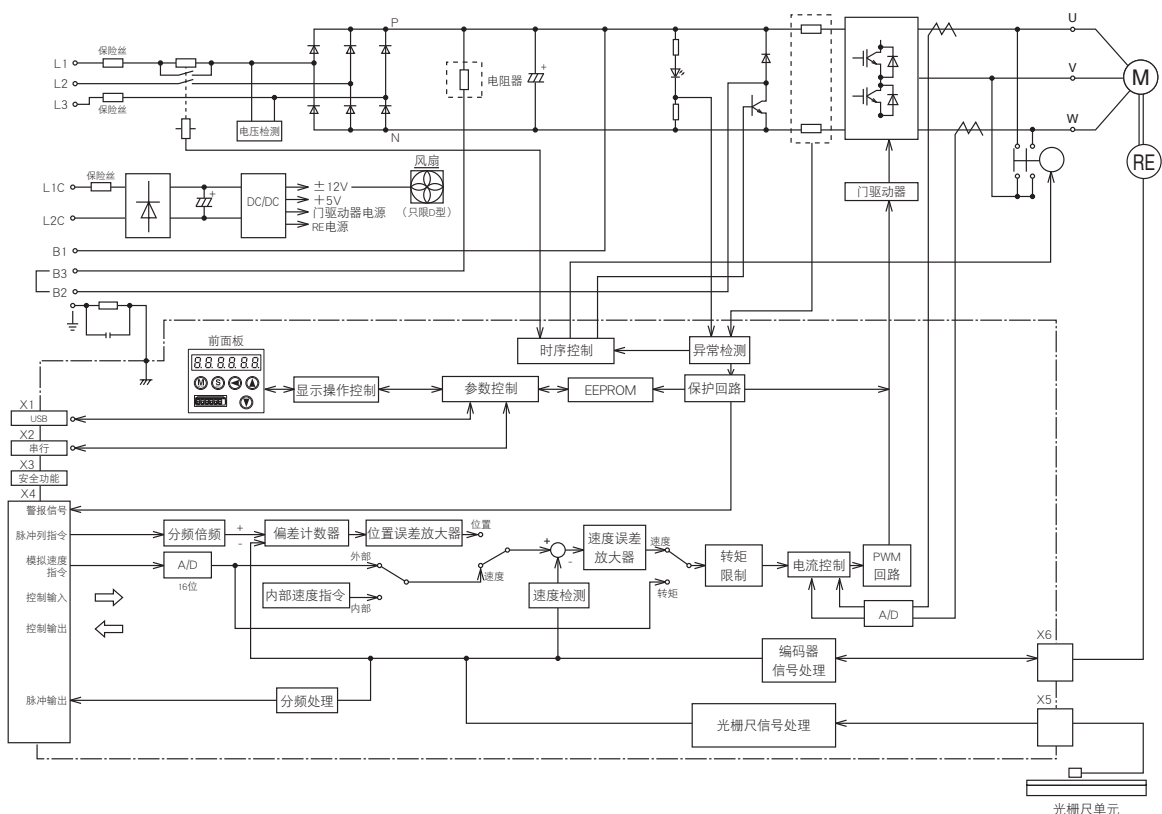 P
U
保险丝
L1
V
L2
M
电阻器
+
L3
保险丝
电压检测
W
N
RE
保险丝
L1C
风扇
±12V
+
DC/DC
+5V
门驱动器电源
(只限D型)
门驱动器
L2C
RE电源
B1
B3
B2
前面板
8.8.8.8.8.8.
时序控制
异常检测
M
S
显示操作控制
参数控制
EEPROM
保护回路
X1
USB
X2
串行
X3
安全功能
X4
警报信号
脉冲列指令
分频倍频
+
-
偏差计数器
位置误差放大器
位置
模拟速度
指令
A/D
16位
外部
速度
+
-
速度误差
放大器
速度
转矩
限制
电流控制
PWM
回路
控制输入
内部速度指令
内部
速度检测
转矩
A/D
控制输出
编码器
信号处理
X6
脉冲输出
分频处理
X5
光栅尺信号处理
光栅尺单元